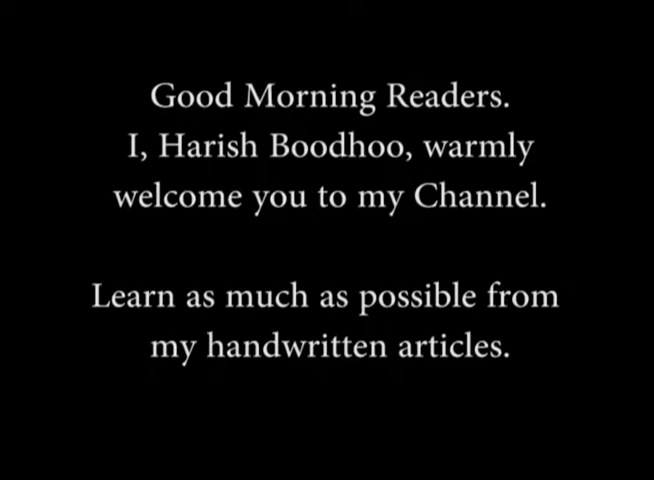 Good Morning Readers.
I, Harish Boodhoo, warmly
welcome you to my Channel.
Learn as much as possible from
my handwritten articles.